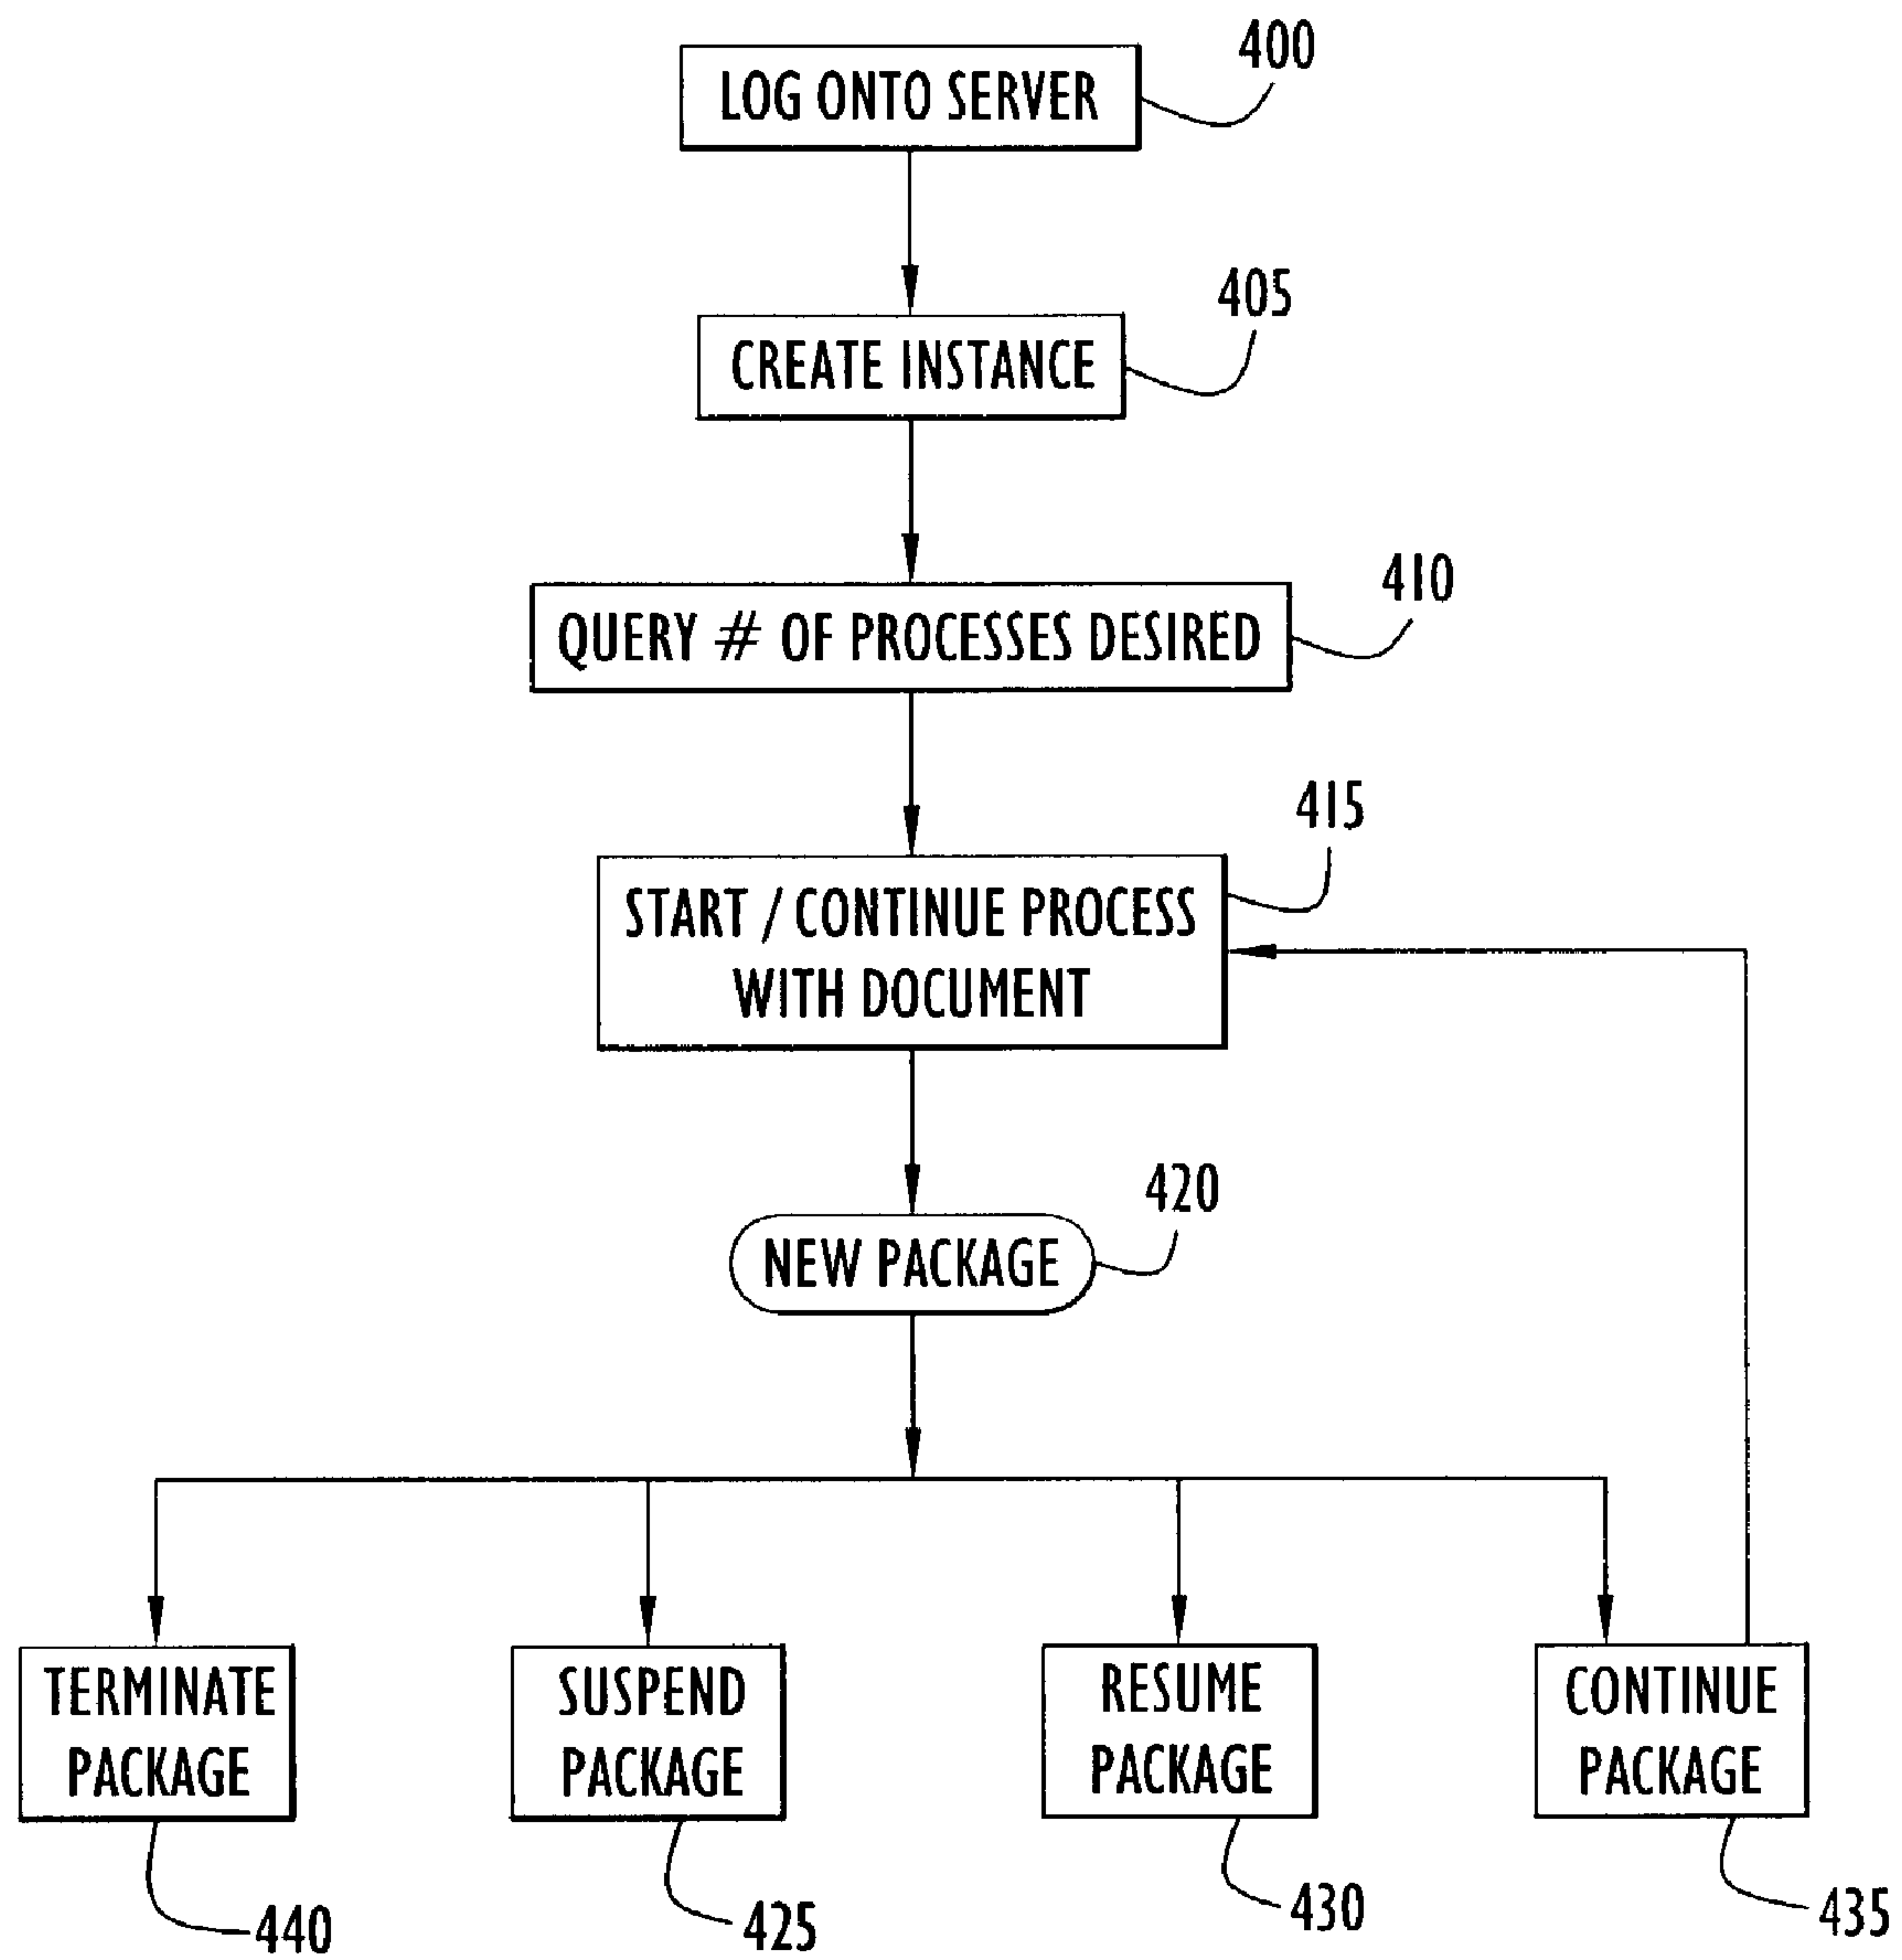 400
LOG ONTO SERVER
405
CREATE INSTANCE
410
QUERY # OF PROCESSES DESIRED
415
START / CONTINUE PROCESS
WITH DOCUMENT
420
NEW PACKAGE
TERMINATE
PACKAGE
SUSPEND
PACKAGE
RESUME
PACKAGE
CONTINUE
PACKAGE
440
425
430
435